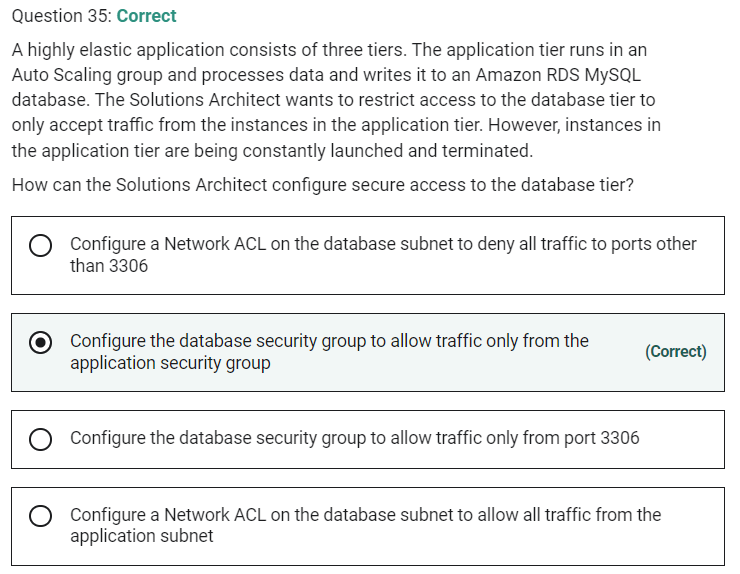 Question 35: Correct
A highly elastic application consists of three tiers. The application tier runs in an
Auto Scaling group and processes data and writes it to an Amazon RDS MySQL
database. The Solutions Architect wants to restrict access to the database tier to
only accept traffic from the instances in the application tier. However, instances in
the application tier are being constantly launched and terminated.
How can the Solutions Architect configure secure access to the database tier?
Configure a Network ACL on the database subnet to deny all traffic to ports other
than 3306
Configure the database security group to allow traffic only from the
application security group
(Correct)
Configure the database security group to allow traffic only from port 3306
Configure a Network ACL on the database subnet to allow all traffic from the
application subnet